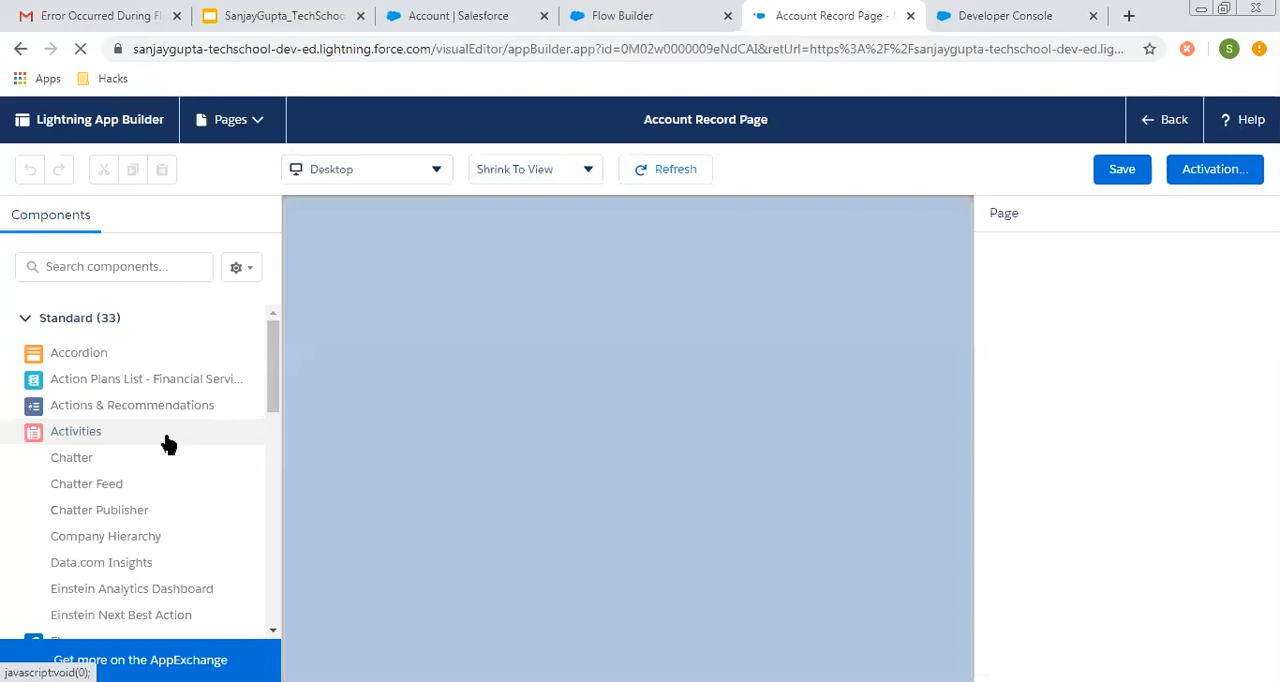 Error Occurred During Fl
SanjayGupta_TechSchool
Account | Salesforce
Flow Builder
Account Record Page -
Developer Console
sanjaygupta-techschool-dev-ed.lightning.force.com/visualEditor/appBuilder.app?id=0M02w0000009eNdCAI&retUrl=https%3A%2F%2Fsanjaygupta-techschool-dev-ed.lig...
S
Apps
Hacks
Lightning App Builder
Pages
Account Record Page
Back
? Help
Desktop
Shrink To View
Refresh
Save
Activation...
Components
Page
Search components...
Standard (33)
Accordion
Action Plans List - Financial Servi...
Actions & Recommendations
Activities
Chatter
Chatter Feed
Chatter Publisher
Company Hierarchy
Data.com Insights
Einstein Analytics Dashboard
Einstein Next Best Action
Get more on the AppExchange
javascript:void(0);